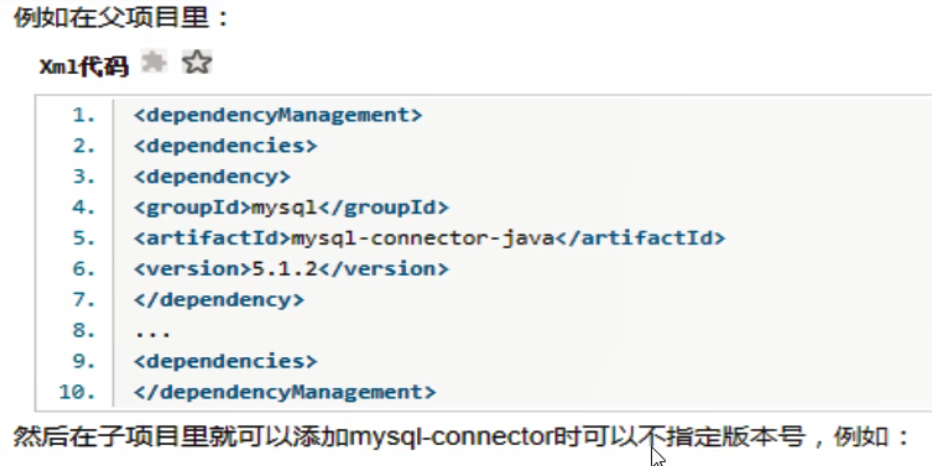 例如在父项目里：
Xml代码
1. <dependencyManagement>
2. <dependencies>
3. <dependency>
4. <groupId>mysql</groupId>
5. <artifactId>mysql-connector-java</artifactId>
6. <version>5.1.2</version>
7. </dependency>
8. ...
9. <dependencies>
10. </dependencyManagement>
然后在子项目里就可以添加mysql-connector时可以不指定版本号，例如：